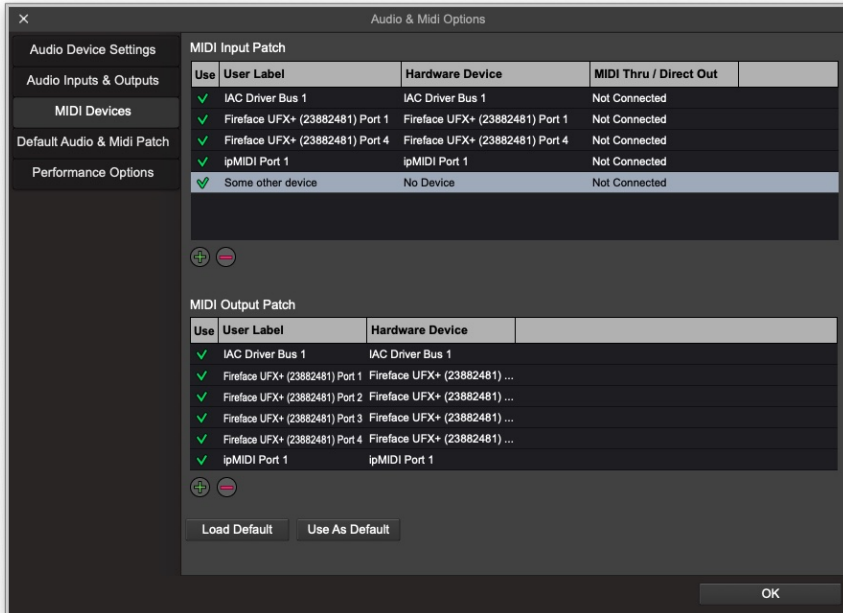 Audio & Midi Options
Audio Device Settings
Audio Inputs & Outputs
MIDI Devices
Default Audio & Midi Patch
Performance Options
MIDI Input Patch
Use User Label Hardware Device MIDI Thru / Direct Out
IAC Driver Bus 1 IAC Driver Bus 1 Not Connected
Fireface UFX+ (23882481) Port 1 Fireface UFX+ (23882481) Port 1 Not Connected
Fireface UFX+ (23882481) Port 4 Fireface UFX+ (23882481) Port 4 Not Connected
ipMIDI Port 1 ipMIDI Port 1 Not Connected
Some other device No Device Not Connected
MIDI Output Patch
Use User Label Hardware Device
IAC Driver Bus 1 IAC Driver Bus 1
Fireface UFX+ (23882481) Port 1 Fireface UFX+ (23882481) ...
Fireface UFX+ (23882481) Port 2 Fireface UFX+ (23882481) ...
Fireface UFX+ (23882481) Port 3 Fireface UFX+ (23882481) ...
Fireface UFX+ (23882481) Port 4 Fireface UFX+ (23882481) ...
ipMIDI Port 1 ipMIDI Port 1
Load Default Use As Default
OK